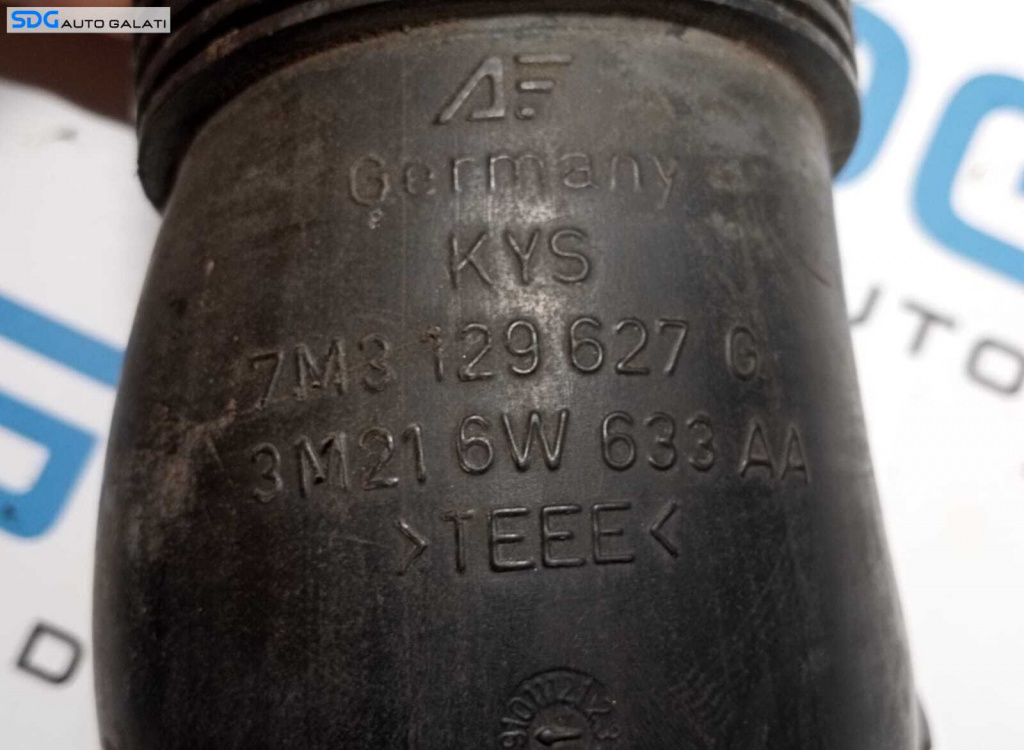 SDG AUTO GALATI
AF
Germany
KYS
7M3 129 627 G
3M21 6W 633 AA
>TEEE<